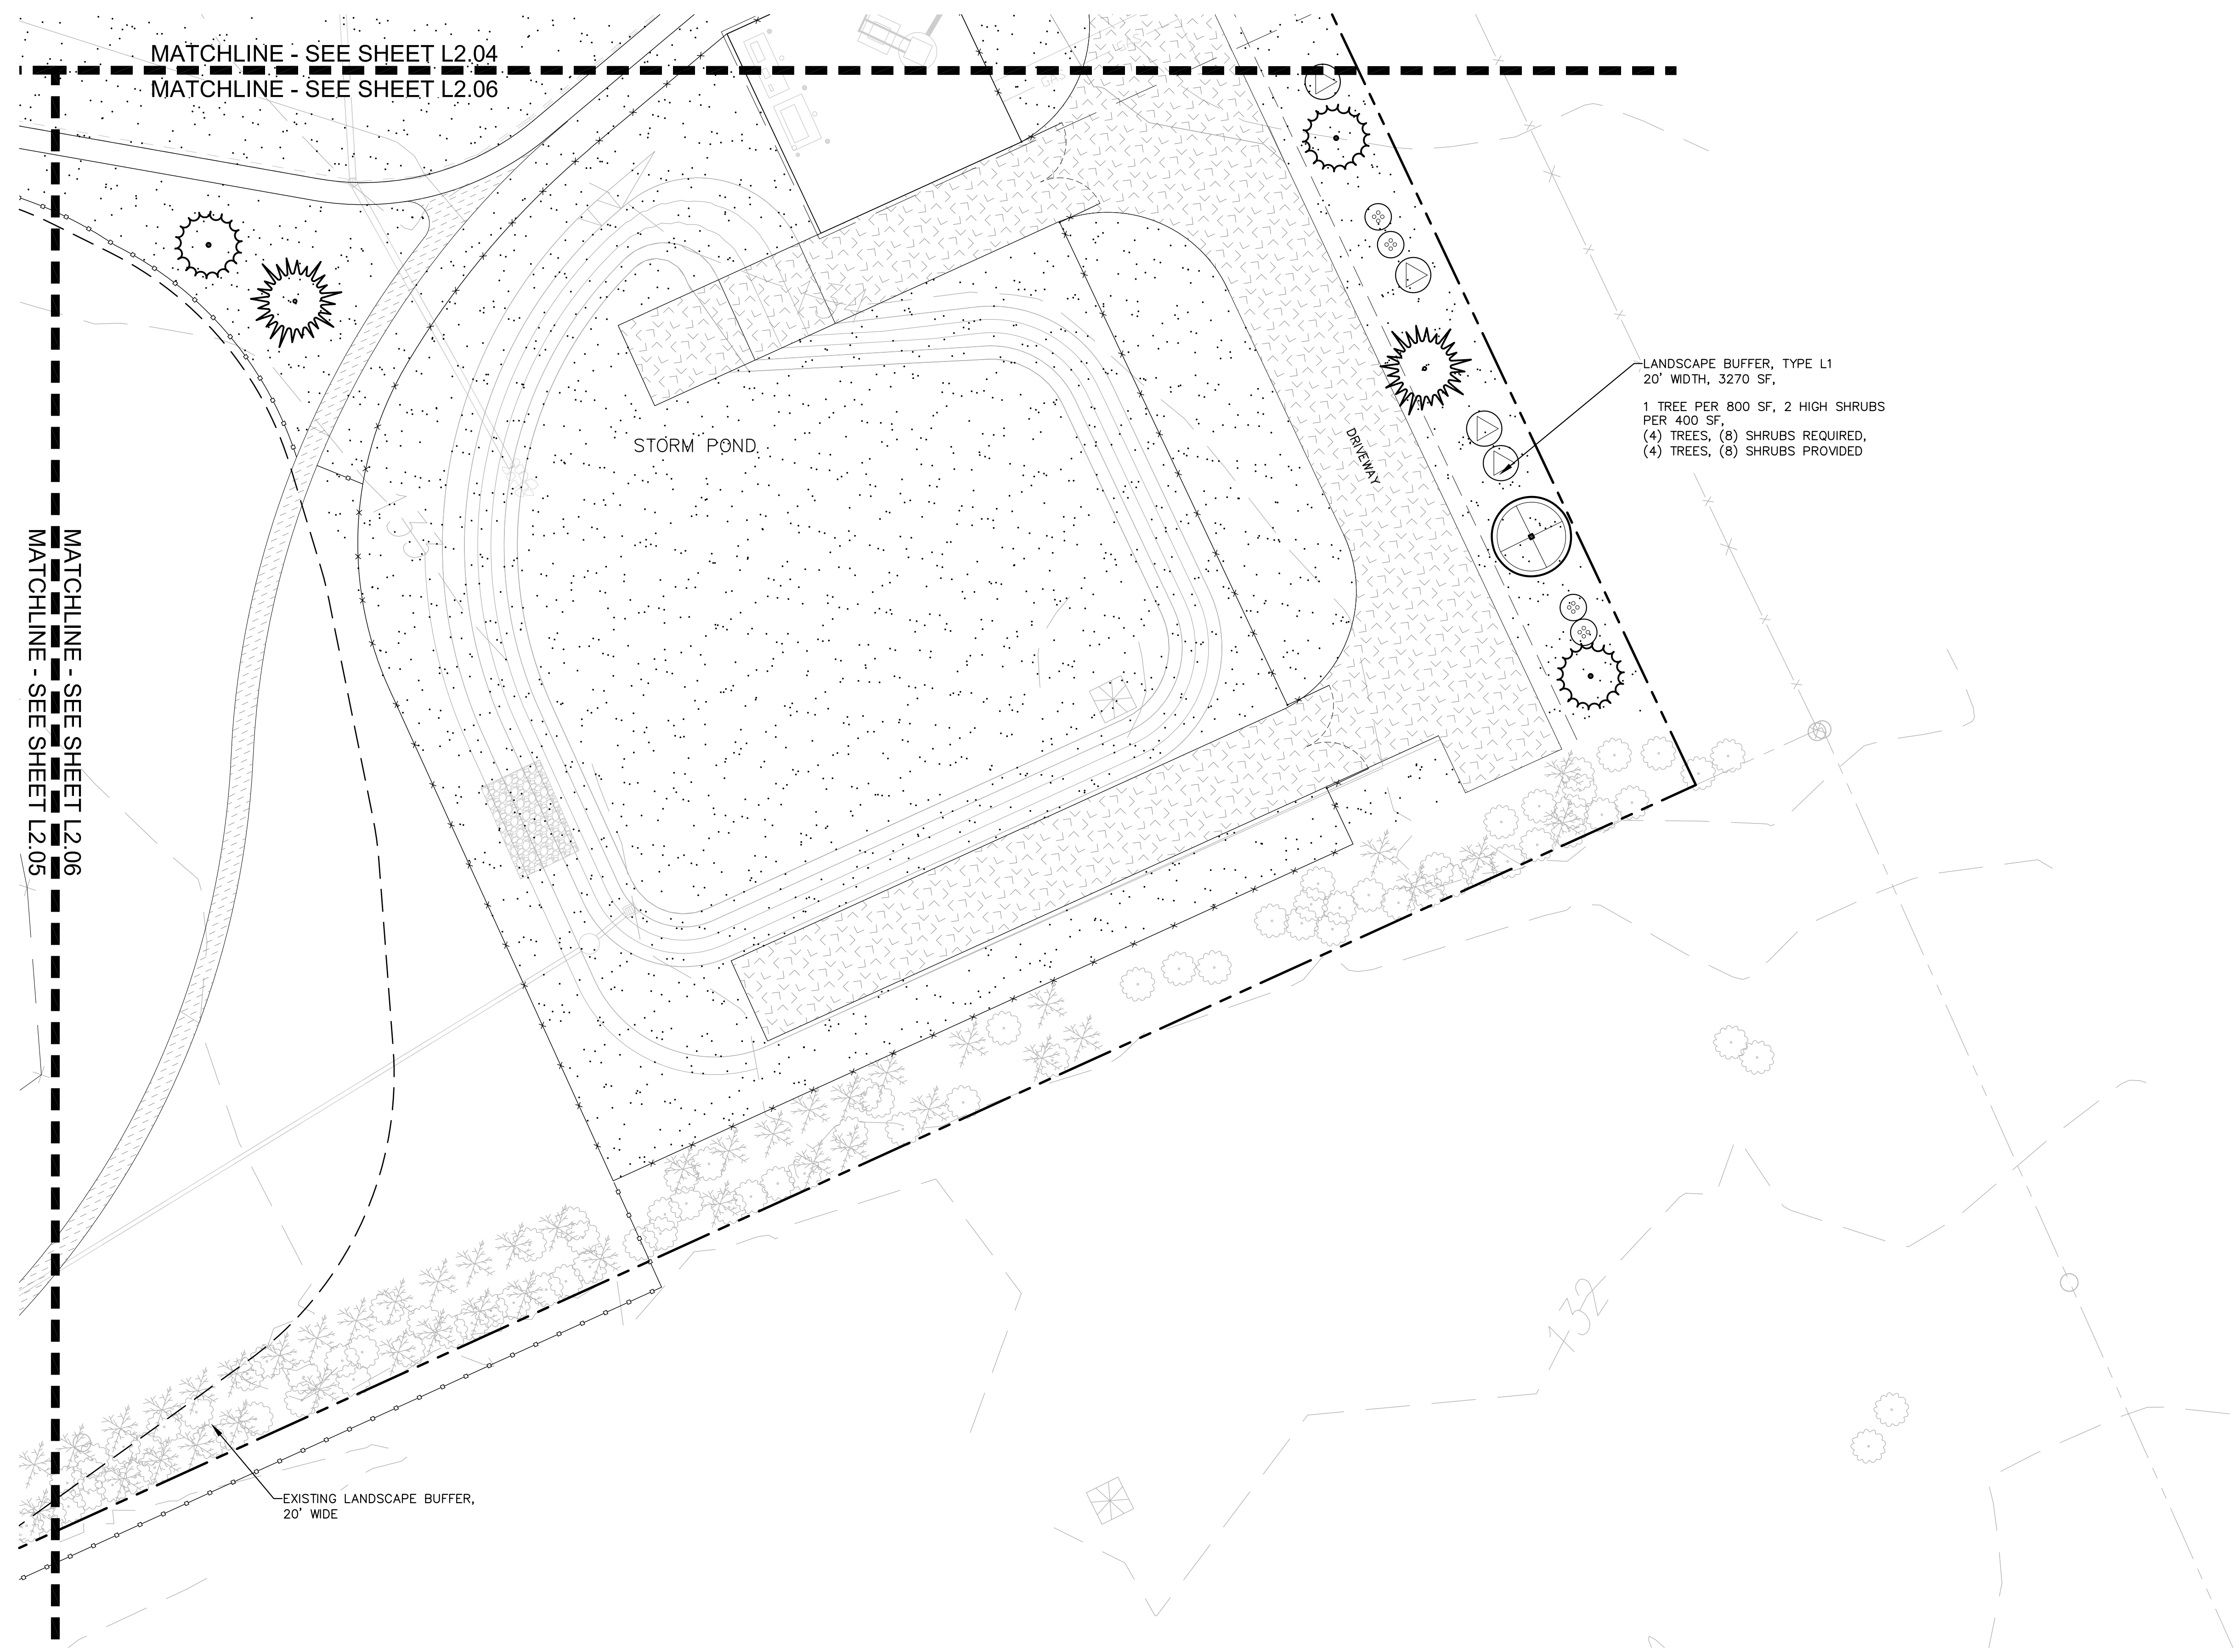 MATCHLINE - SEE SHEET L2.04
MATCHLINE - SEE SHEET L2.06
LANDSCAPE BUFFER, TYPE L1
20' WIDTH, 3270 SF,
1 TREE PER 800 SF, 2 HIGH SHRUBS
PER 400 SF,
(4) TREES, (8) SHRUBS REQUIRED,
(4) TREES, (8) SHRUBS PROVIDED
STORM POND
DRIVEWAY
MATCHLINE - SEE SHEET L2.06
MATCHLINE - SEE SHEET L2.05
132
EXISTING LANDSCAPE BUFFER,
20' WIDE